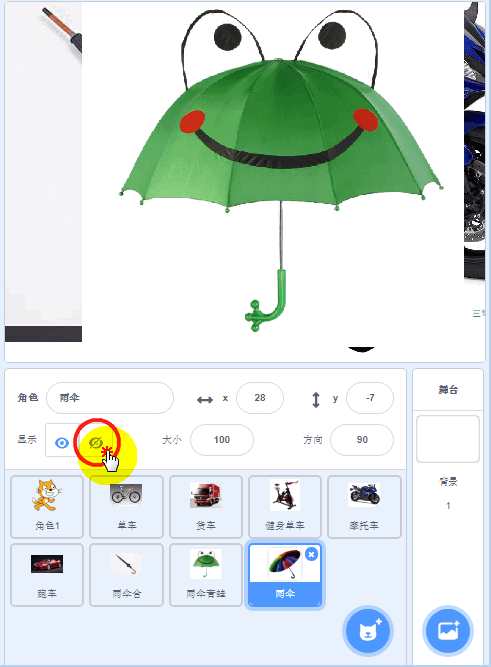 角色 雨伞 x 28 y -7
显示 大小 100 方向 90
舞台
背景
1
角色1 单车 货车 健身单车 摩托车
跑车 雨伞合 雨伞青蛙 雨伞